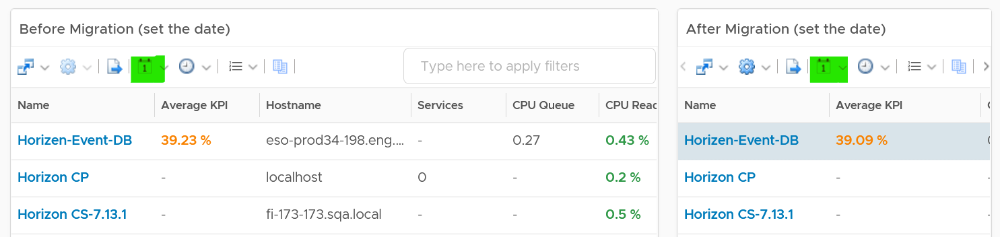 Before Migration (set the date)
1
Type here to apply filters
Name Average KPI Hostname Services CPU Queue CPU Read
Horizen-Event-DB 39.23 % eso-prod34-198.eng.... - 0.27 0.43 %
Horizon CP - localhost 0 - 0.2 %
Horizon CS-7.13.1 - fi-173-173.sqa.local - - 0.5 %
After Migration (set the date)
1
Name Average KPI
Horizen-Event-DB 39.09 %
Horizon CP -
Horizon CS-7.13.1 -